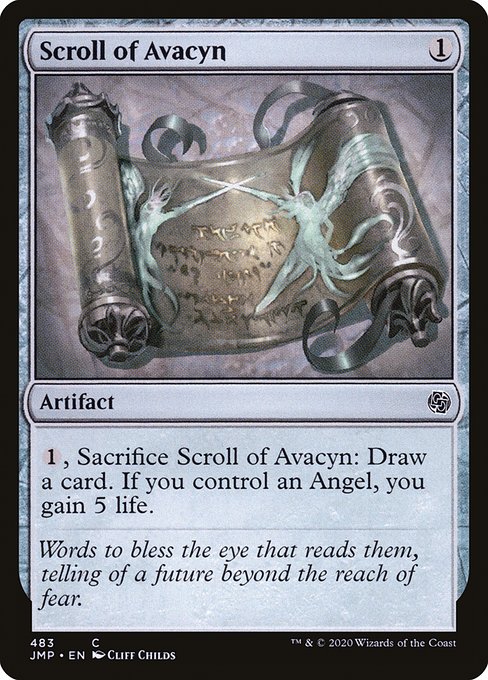 Scroll of Avacyn 1
Artifact
1, Sacrifice Scroll of Avacyn: Draw
a card. If you control an Angel, you
gain 5 life.
Words to bless the eye that reads them,
telling of a future beyond the reach of
fear.
483 C
JMP • EN Cliff Childs
™ & © 2020 Wizards of the Coast